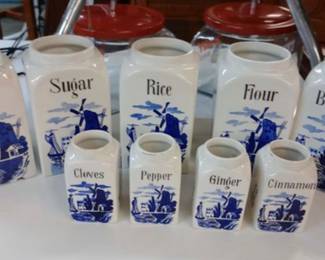 Sugar
Rice
Flour
Cloves
Pepper
Ginger
Cinnamon